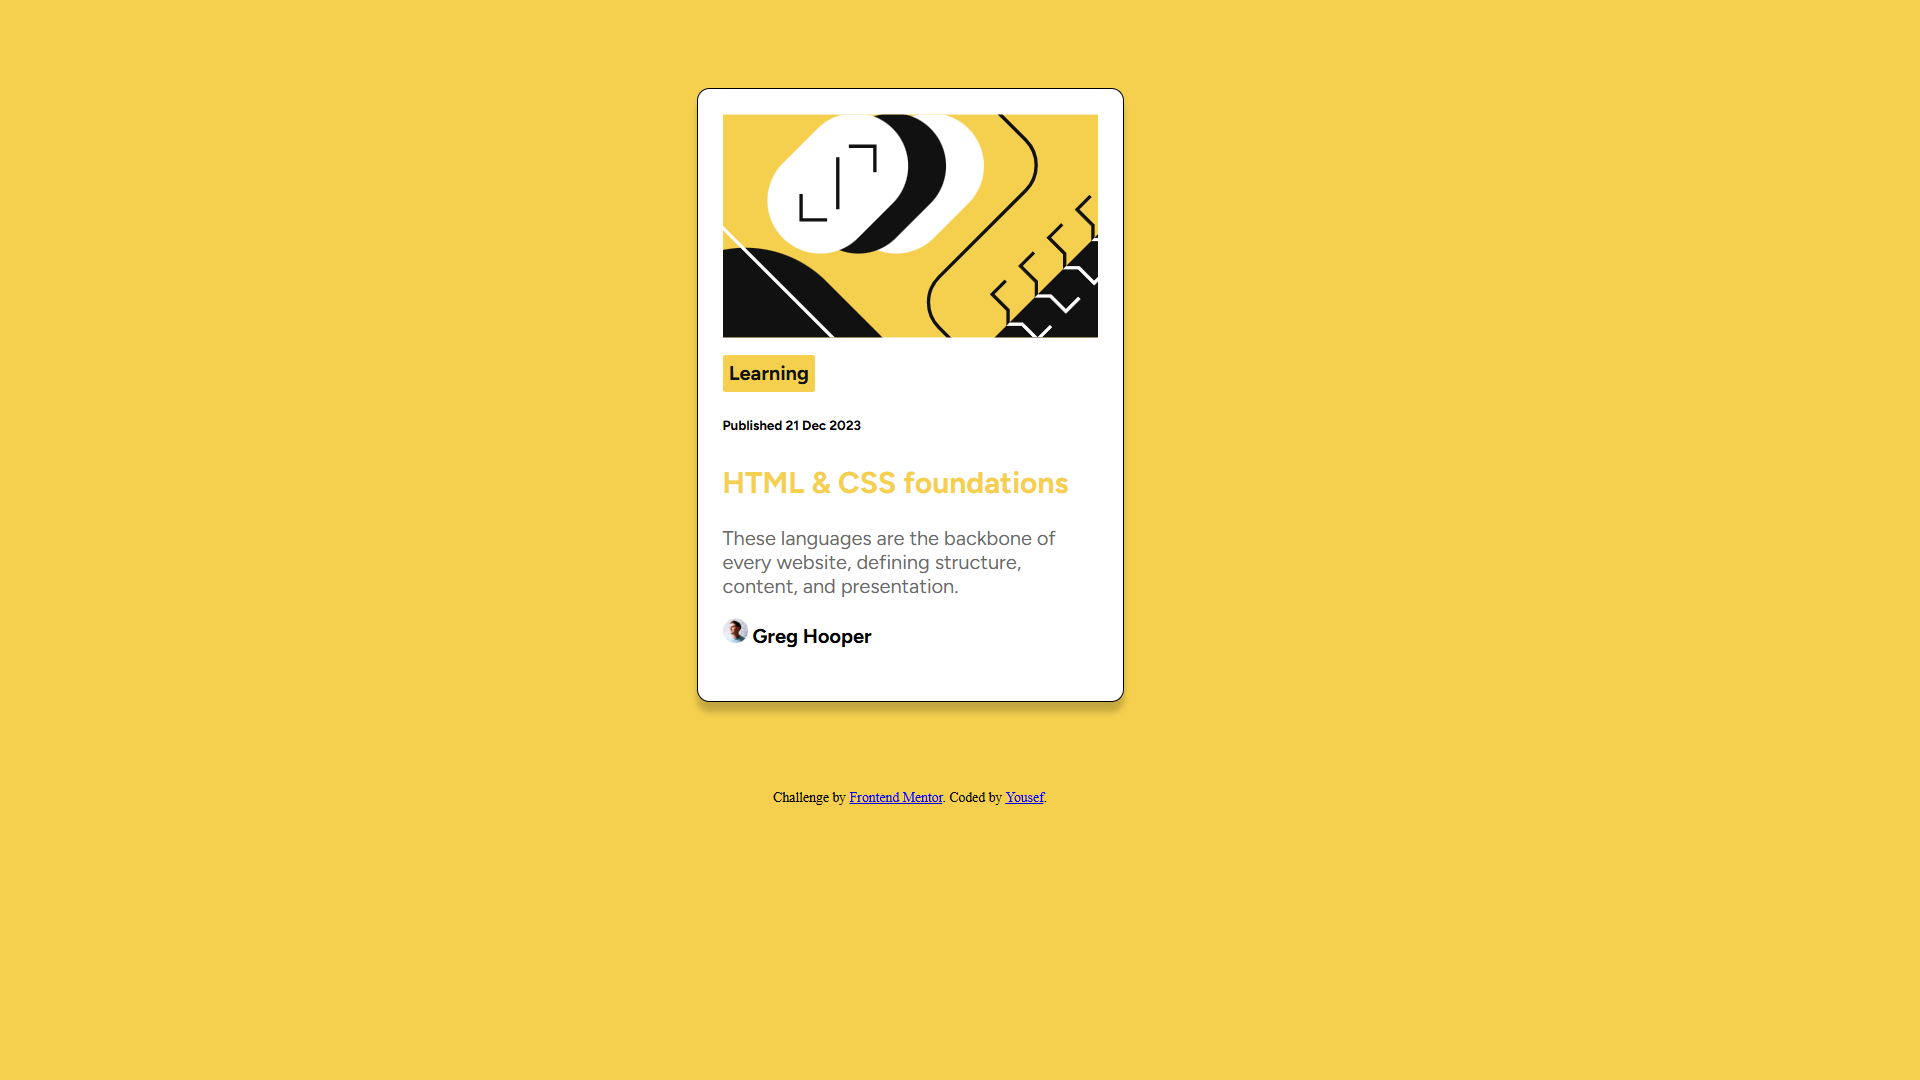 Learning
Published 21 Dec 2023
HTML & CSS foundations
These languages are the backbone of
every website, defining structure,
content, and presentation.
Greg Hooper
Challenge by Frontend Mentor. Coded by Yousef.